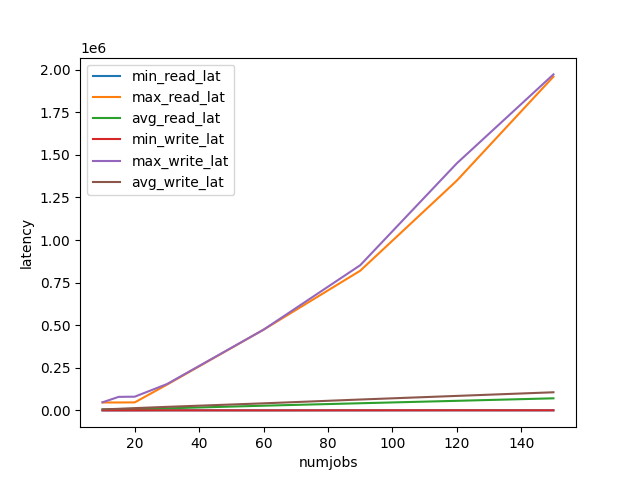 1e6
2.00
1.75
1.50
1.25
1.00
0.75
0.50
0.25
0.00
latency
min_read_lat
max_read_lat
avg_read_lat
min_write_lat
max_write_lat
avg_write_lat
20 40 60 80 100 120 140
numjobs